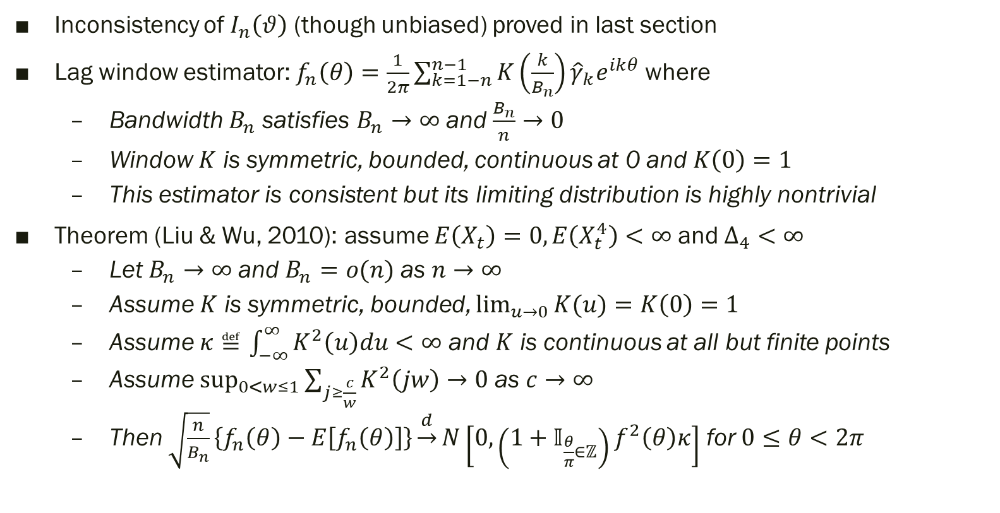 ■ Inconsistency of $I_n(\vartheta)$ (though unbiased) proved in last section
■ Lag window estimator: $f_n(\theta) = \frac{1}{2\pi}\sum_{k=1-n}^{n-1} K\left(\frac{k}{B_n}\right)\hat{\gamma}_k e^{ik\theta}$ where
– Bandwidth $B_n$ satisfies $B_n \to \infty$ and $\frac{B_n}{n} \to 0$
– Window $K$ is symmetric, bounded, continuous at 0 and $K(0) = 1$
– This estimator is consistent but its limiting distribution is highly nontrivial
■ Theorem (Liu & Wu, 2010): assume $E(X_t) = 0, E(X_t^4) < \infty$ and $\Delta_4 < \infty$
– Let $B_n \to \infty$ and $B_n = o(n)$ as $n \to \infty$
– Assume $K$ is symmetric, bounded, $\lim_{u \to 0} K(u) = K(0) = 1$
– Assume $\kappa \overset{\text{def}}{=} \int_{-\infty}^{\infty} K^2(u)du < \infty$ and $K$ is continuous at all but finite points
– Assume $\sup_{0<w\leq 1} \sum_{j \geq \frac{c}{w}} K^2(jw) \to 0$ as $c \to \infty$
– Then $\sqrt{\frac{n}{B_n}}\{f_n(\theta) - E[f_n(\theta)]\} \overset{d}{\to} N\left[0, \left(1 + \mathbb{I}_{\frac{\theta}{\pi} \in \mathbb{Z}}\right) f^2(\theta)\kappa\right]$ for $0 \leq \theta < 2\pi$